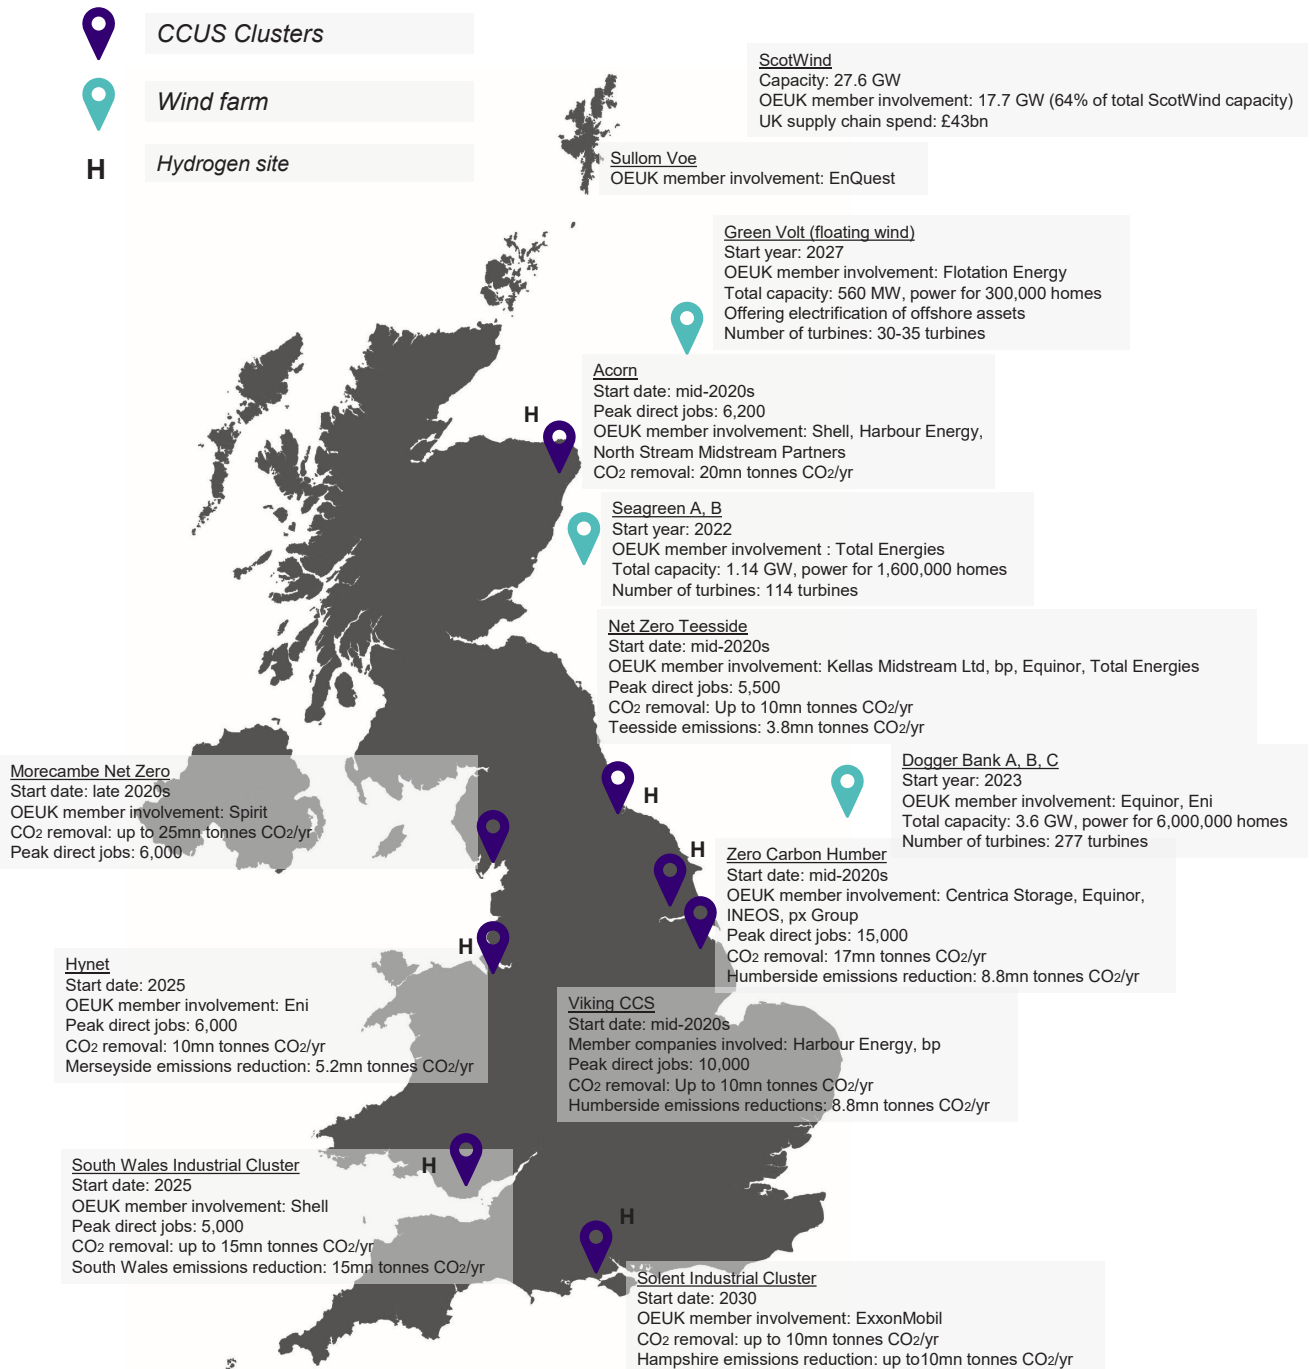 CCUS Clusters
Wind farm
H
Hydrogen site
ScotWind
Capacity: 27.6 GW
OEUK member involvement: 17.7 GW (64% of total ScotWind capacity)
UK supply chain spend: £43bn
Sullom Voe
OEUK member involvement: EnQuest
Green Volt (floating wind)
Start year: 2027
OEUK member involvement: Flotation Energy
Total capacity: 560 MW, power for 300,000 homes
Offering electrification of offshore assets
Number of turbines: 30-35 turbines
H
Acorn
Start date: mid-2020s
Peak direct jobs: 6,200
OEUK member involvement: Shell, Harbour Energy,
North Stream Midstream Partners
CO2 removal: 20mn tonnes CO2/yr
Seagreen A, B
Start year: 2022
OEUK member involvement : Total Energies
Total capacity: 1.14 GW, power for 1,600,000 homes
Number of turbines: 114 turbines
Net Zero Teesside
Start date: mid-2020s
OEUK member involvement: Kellas Midstream Ltd, bp, Equinor, Total Energies
Peak direct jobs: 5,500
CO2 removal: Up to 10mn tonnes CO2/yr
Teesside emissions: 3.8mn tonnes CO2/yr
H
Dogger Bank A, B, C
Start year: 2023
OEUK member involvement: Equinor, Eni
Total capacity: 3.6 GW, power for 6,000,000 homes
Number of turbines: 277 turbines
Morecambe Net Zero
Start date: late 2020s
OEUK member involvement: Spirit
CO2 removal: up to 25mn tonnes CO2/yr
Peak direct jobs: 6,000
H
Zero Carbon Humber
Start date: mid-2020s
OEUK member involvement: Centrica Storage, Equinor,
INEOS, px Group
Peak direct jobs: 15,000
CO2 removal: 17mn tonnes CO2/yr
Humberside emissions reduction: 8.8mn tonnes CO2/yr
H
Hynet
Start date: 2025
OEUK member involvement: Eni
Peak direct jobs: 6,000
CO2 removal: 10mn tonnes CO2/yr
Merseyside emissions reduction: 5.2mn tonnes CO2/yr
Viking CCS
Start date: mid-2020s
Member companies involved: Harbour Energy, bp
Peak direct jobs: 10,000
CO2 removal: Up to 10mn tonnes CO2/yr
Humberside emissions reductions: 8.8mn tonnes CO2/yr
H
South Wales Industrial Cluster
Start date: 2025
OEUK member involvement: Shell
Peak direct jobs: 5,000
CO2 removal: up to 15mn tonnes CO2/yr
South Wales emissions reduction: 15mn tonnes CO2/yr
H
Solent Industrial Cluster
Start date: 2030
OEUK member involvement: ExxonMobil
CO2 removal: up to 10mn tonnes CO2/yr
Hampshire emissions reduction: up to10mn tonnes CO2/yr